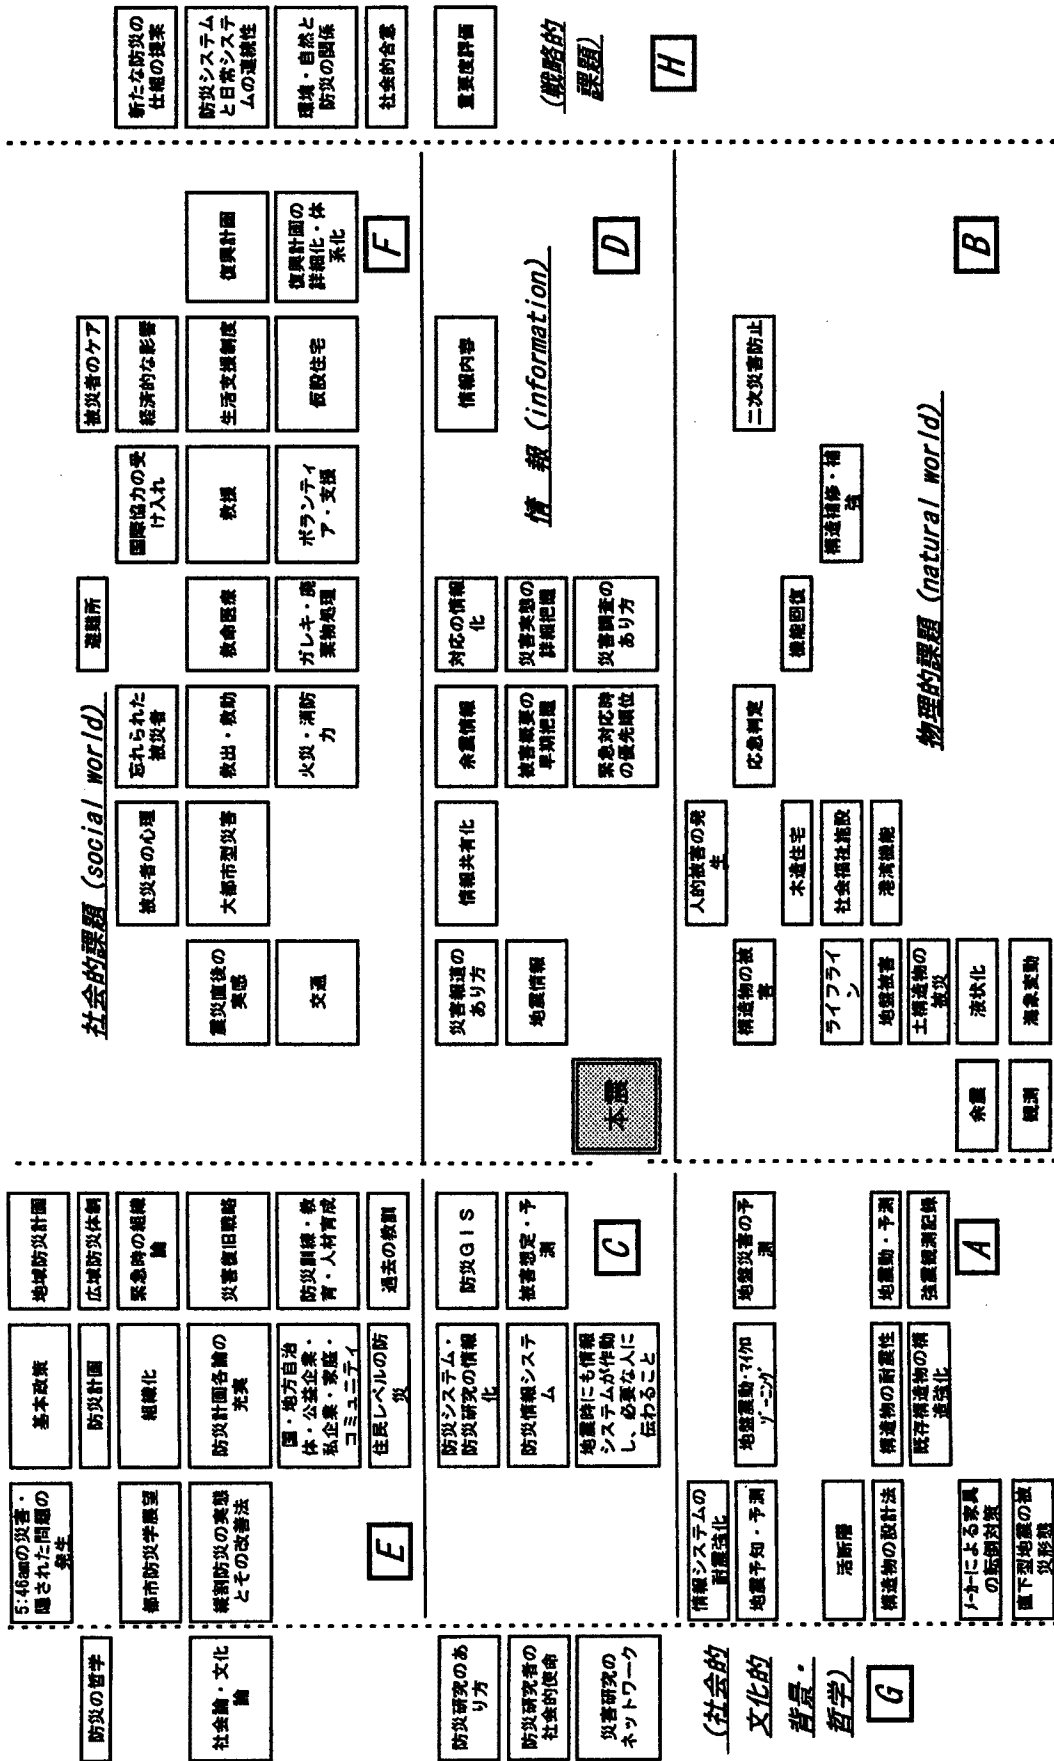 防災の哲学
社会論・文化
論
防災研究のあ
り方
防災研究者の
社会的使命
災害研究の
ネットワーク
(社会的
文化的
背景・
哲学)
G
5:46amの災害・
隠された問題の
発生
基本政策
地域防災計画
防災計画
広域防災体制
都市防災学展望
組織化
緊急時の組織
論
縦割防災の実態
とその改善法
防災計画各論の
充実
災害復旧戦略
国・地方自治
体・公益企業・
私企業・家庭・
コミュニティ
防災訓練・教
育・人材育成
E
住民レベルの防
災
過去の教訓
社会的課題 (social world)
避難所
被災者のケア
被災者の心理
忘れられた
被災者
国際協力の受
け入れ
経済的な影響
震災直後の
実感
大都市型災害
救出・救助
救命医療
救援
生活支援制度
復興計画
交通
火災・消防
力
ガレキ・廃
棄物処理
ボランティ
ア・支援
仮設住宅
復興計画の
詳細化・体
系化
F
防災システム・
防災研究の情報
化
防災GIS
防災情報システ
ム
被害想定・予
測
地震時にも情報
システムが作動
し、必要な人に
伝わること
C
本震
災害報道の
あり方
情報共有化
余震情報
対応の情報
化
情報内容
地震情報
被害概要の
早期把握
災害実態の
詳細把握
情 報 (information)
緊急対応時
の優先順位
災害調査の
あり方
D
情報システムの
耐震強化
地震予知・予測
地盤震動・マイクロ
ゾーニング
地盤災害の予
測
活断層
構造物の設計法
構造物の耐震性
地震動・予測
既存構造物の構
造強化
強震観測記録
メーカーによる家具
の転倒対策
A
直下型地震の被
災形態
人的被害の発
生
構造物の被
害
応急判定
二次災害防止
木造住宅
機能回復
ライフライ
ン
社会福祉施設
構造補修・補
強
地盤被害
港湾機能
土構造物の
被災
物理的課題 (natural world)
余震
液状化
B
観測
海象変動
新たな防災の
仕組の提案
防災システム
と日常システ
ムの連続性
環境・自然と
防災の関係
社会的合意
重要度評価
(戦略的
課題)
H